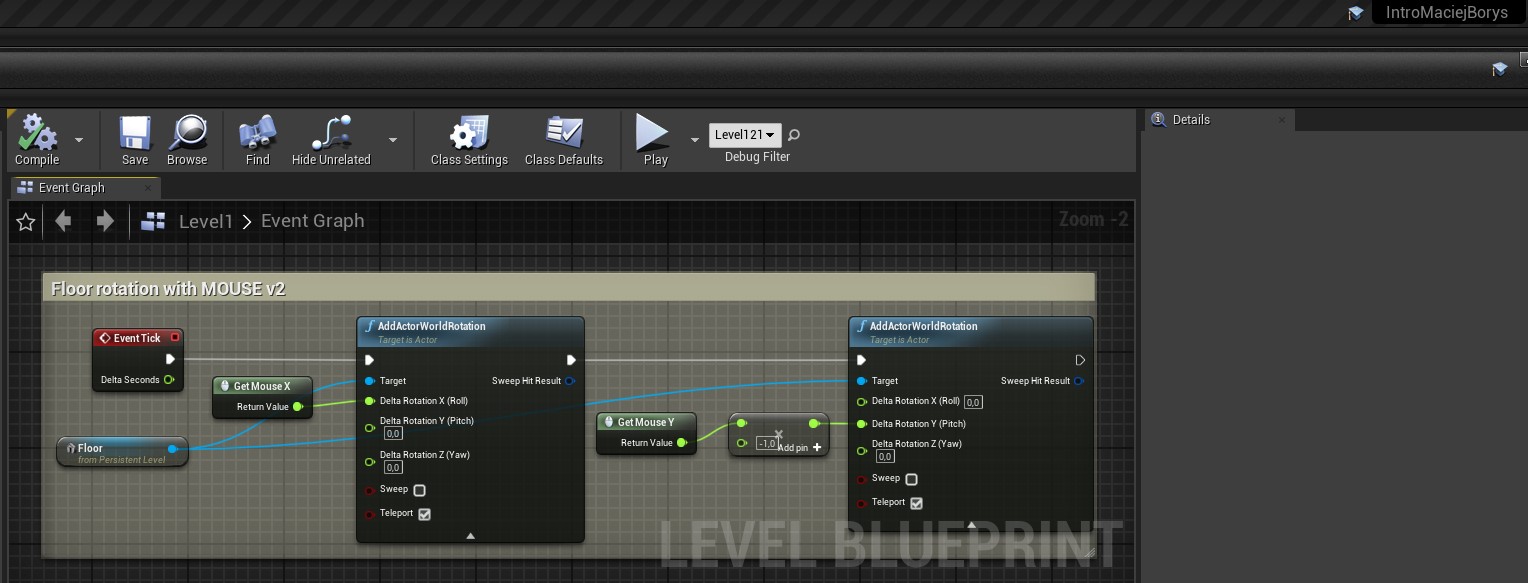 IntroMaciejBorys
Compile
Save
Browse
Find
Hide Unrelated
Class Settings
Class Defaults
Play
Level121
Debug Filter
Details
Event Graph
Level1 > Event Graph
Zoom -2
Floor rotation with MOUSE v2
Event Tick
Delta Seconds
Get Mouse X
Return Value
Floor
from Persistent Level
AddActorWorldRotation
Target is Actor
Target
Sweep Hit Result
Delta Rotation X (Roll)
Delta Rotation Y (Pitch)
0,0
Delta Rotation Z (Yaw)
0,0
Sweep
Teleport
Get Mouse Y
Return Value
-1,0
Add pin +
AddActorWorldRotation
Target is Actor
Target
Sweep Hit Result
Delta Rotation X (Roll) 0,0
Delta Rotation Y (Pitch)
Delta Rotation Z (Yaw)
0,0
Sweep
Teleport
LEVEL BLUEPRINT